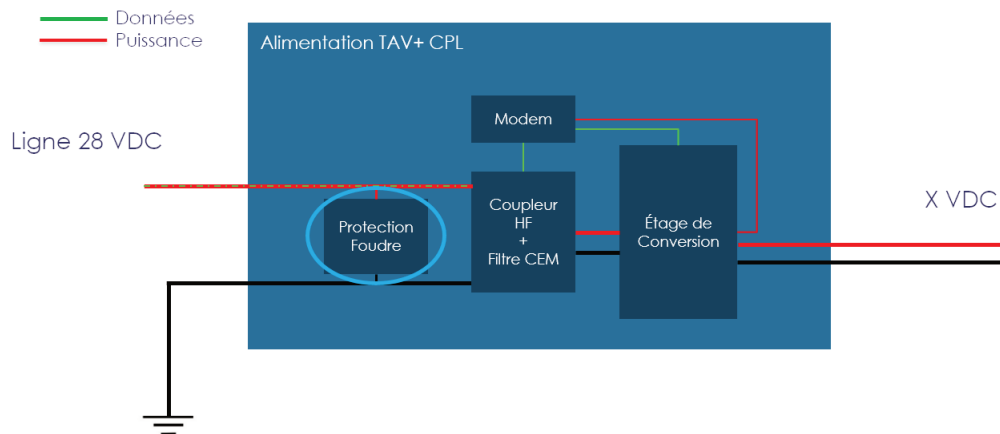 Données
Puissance
Alimentation TAV+ CPL
Modem
Ligne 28 VDC
Coupleur
HF
+
Filtre CEM
Protection
Foudre
Étage de
Conversion
X VDC